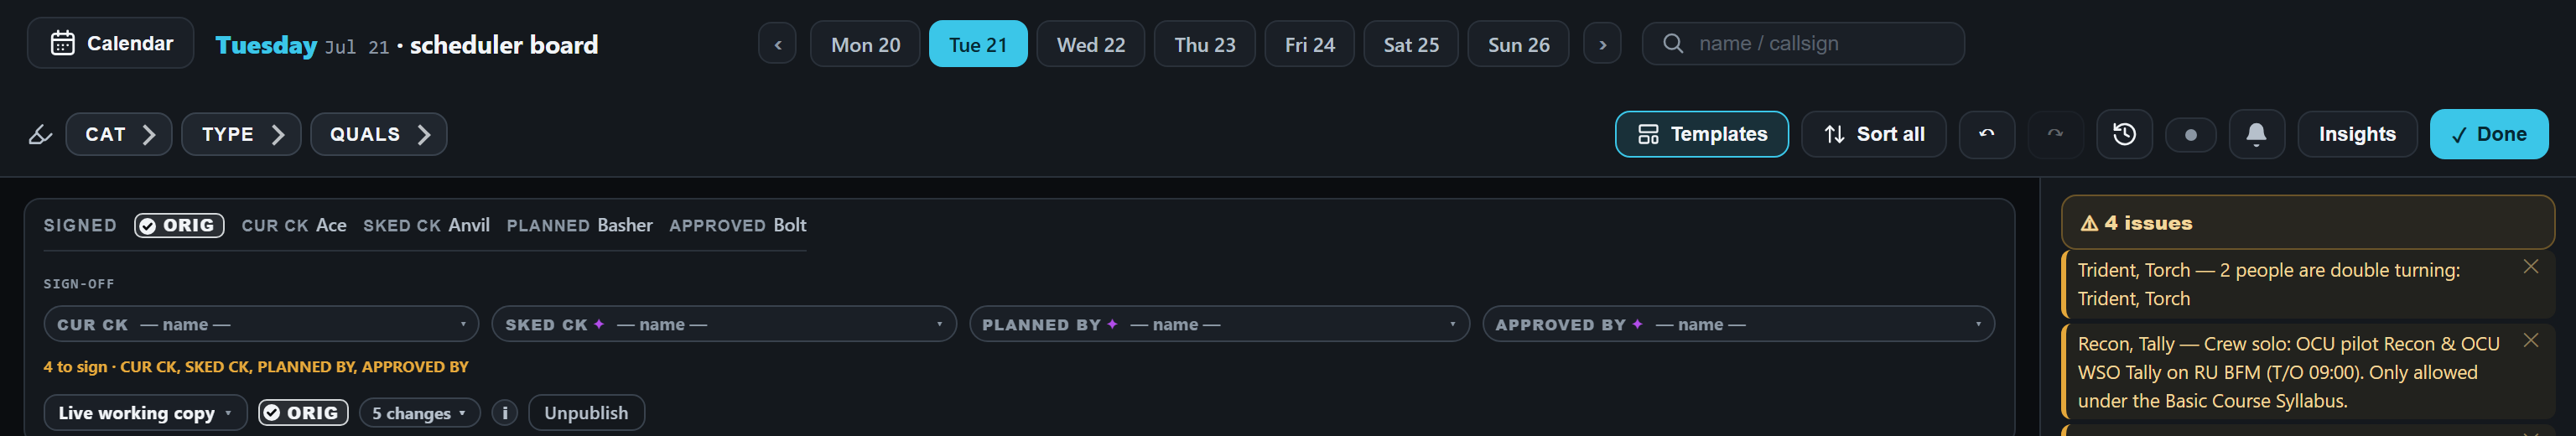 Calendar
Tuesday Jul 21 · scheduler board
‹ Mon 20 Tue 21 Wed 22 Thu 23 Fri 24 Sat 25 Sun 26 ›
name / callsign
CAT TYPE QUALS
Templates Sort all Insights ✓ Done
SIGNED ORIG CUR CK Ace SKED CK Anvil PLANNED Basher APPROVED Bolt
SIGN-OFF
CUR CK — name — SKED CK ✦ — name — PLANNED BY ✦ — name — APPROVED BY ✦ — name —
4 to sign · CUR CK, SKED CK, PLANNED BY, APPROVED BY
Live working copy ORIG 5 changes i Unpublish
⚠ 4 issues
Trident, Torch — 2 people are double turning:
Trident, Torch
Recon, Tally — Crew solo: OCU pilot Recon & OCU
WSO Tally on RU BFM (T/O 09:00). Only allowed
under the Basic Course Syllabus.